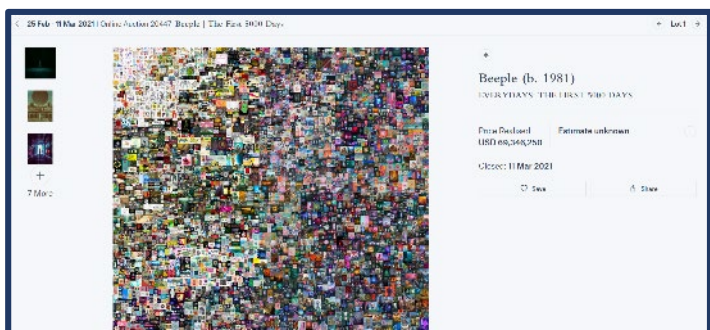 25 Feb - 11 Mar 2021 | Online Auction 20447 Beeple | The First 5000 Days
Lot 1
Beeple (b. 1981)
EVERYDAYS: THE FIRST 5000 DAYS
Price Realised
USD 69,346,250
Estimate unknown
Closed: 11 Mar 2021
Save
Share
7 More